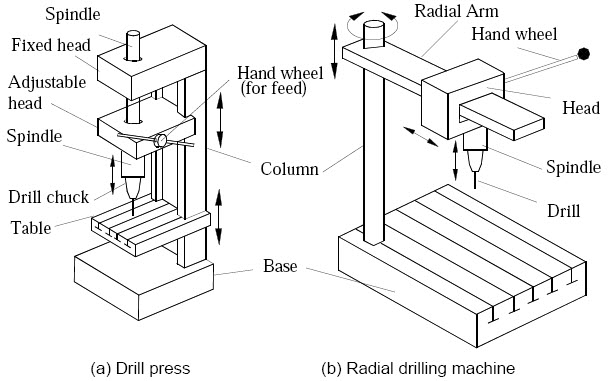 Spindle
Fixed head
Adjustable
head
Spindle
Drill chuck
Table
Hand wheel
(for feed)
Column
Base
Radial Arm
Hand wheel
Head
Spindle
Drill
(a) Drill press
(b) Radial drilling machine